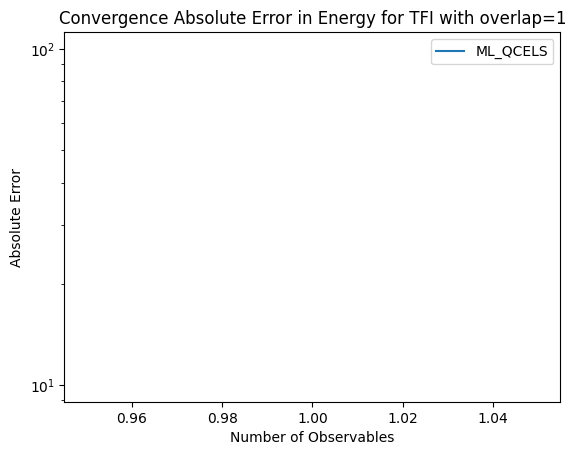 Convergence Absolute Error in Energy for TFI with overlap=1
ML_QCELS
10²
10¹
Absolute Error
0.96 0.98 1.00 1.02 1.04
Number of Observables